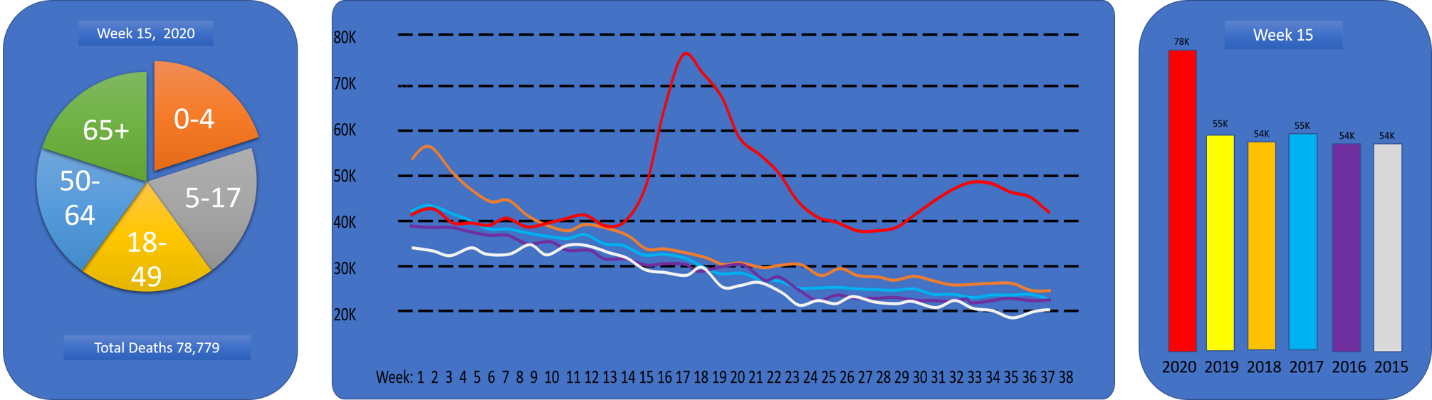 Week 15, 2020
65+
0-4
50-
64
5-17
18-
49
Total Deaths 78,779
80K
70K
60K
50K
40K
30K
20K
Week: 1 2 3 4 5 6 7 8 9 10 11 12 13 14 15 16 17 18 19 20 21 22 23 24 25 26 27 28 29 30 31 32 33 34 35 36 37 38
Week 15
78K
55K
54K
55K
54K
54K
2020 2019 2018 2017 2016 2015